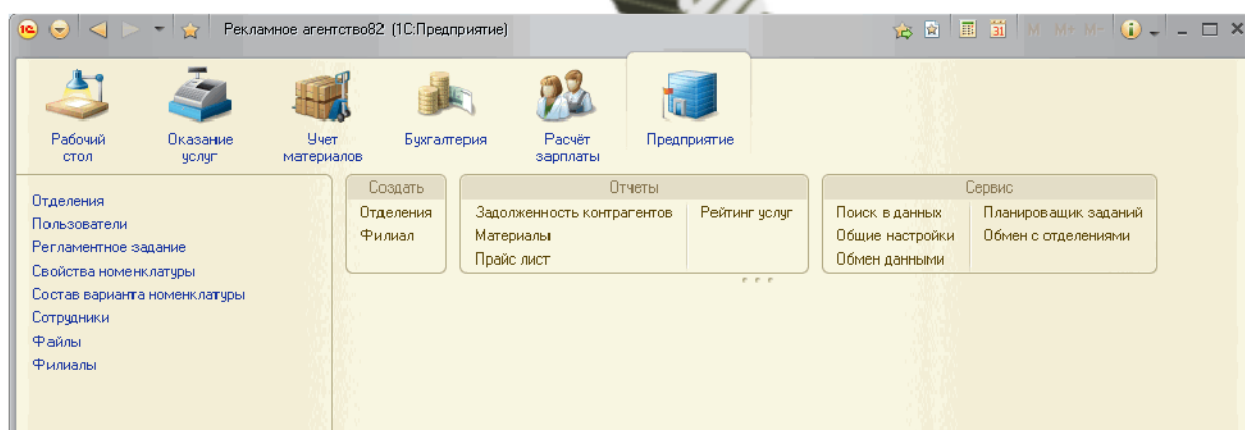 Рекламное агентство82 (1С:Предприятие)
31 M M+ M-
Рабочий стол
Оказание услуг
Учет материалов
Бухгалтерия
Расчёт зарплаты
Предприятие
Отделения
Пользователи
Регламентное задание
Свойства номенклатуры
Состав варианта номенклатуры
Сотрудники
Файлы
Филиалы
Создать
Отделения
Филиал
Отчеты
Задолженность контрагентов
Материалы
Прайс лист
Рейтинг услуг
Сервис
Поиск в данных
Общие настройки
Обмен данными
Планироващик заданий
Обмен с отделениями